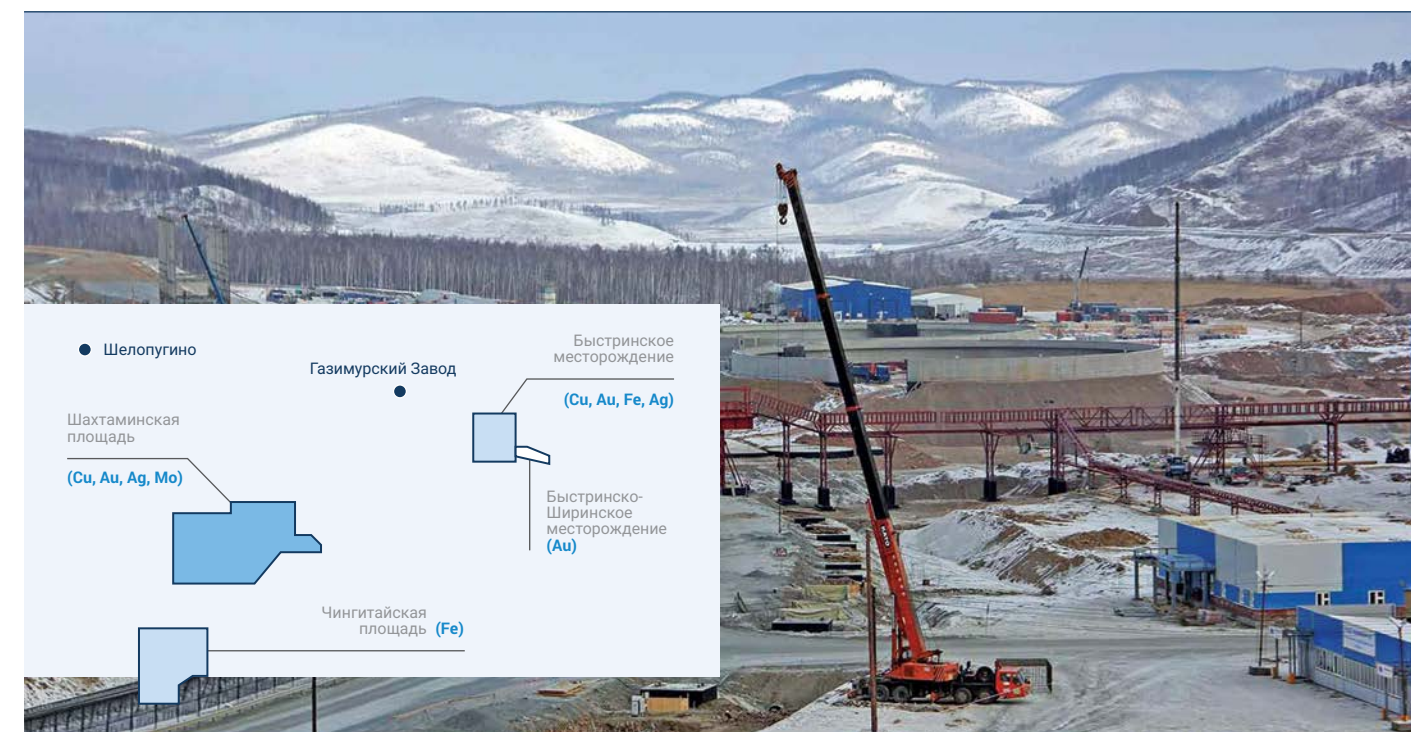 Шелопугино
Газимурский Завод
Быстринское
месторождение
(Cu, Au, Fe, Ag)
Шахтаминская
площадь
(Cu, Au, Ag, Mo)
Быстринско-
Ширинское
месторождение
(Au)
Чингитайская
площадь (Fe)
KATO